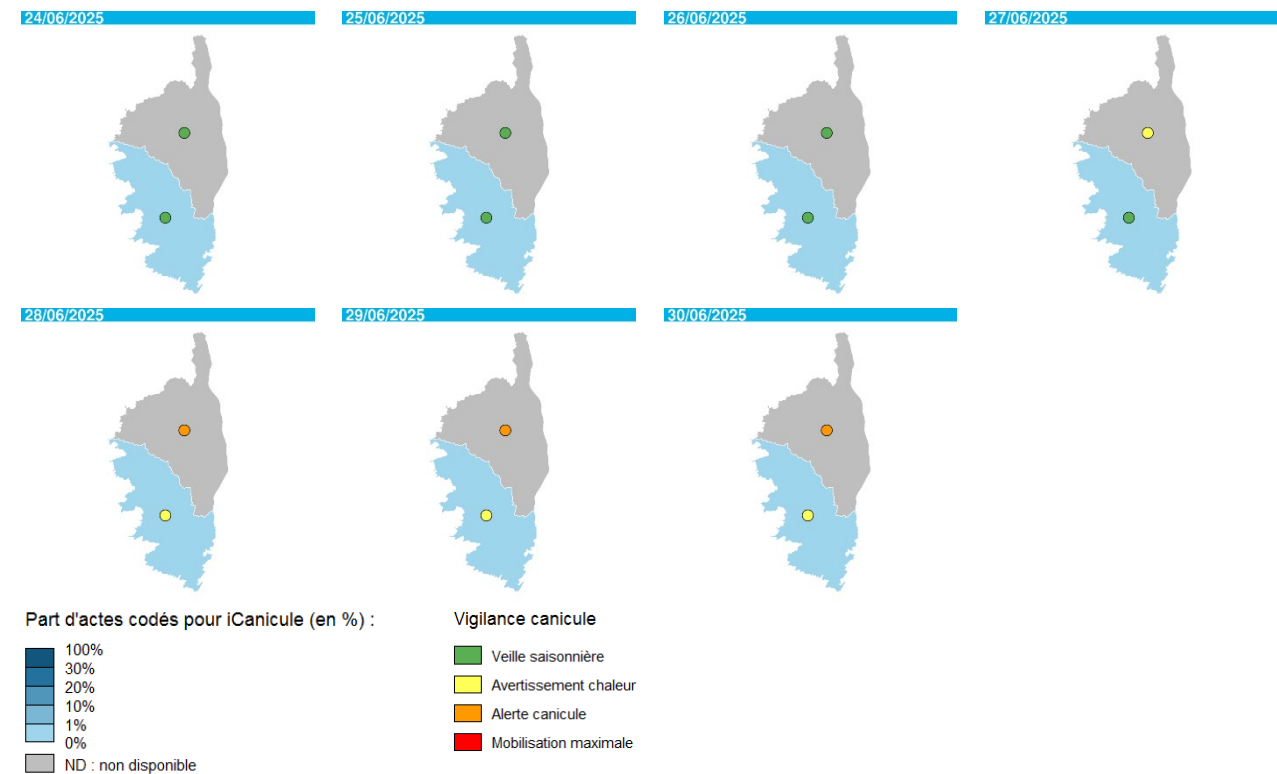 24/06/2025
25/06/2025
26/06/2025
27/06/2025
28/06/2025
29/06/2025
30/06/2025
Part d'actes codés pour iCanicule (en %) :
100%
30%
20%
10%
1%
0%
ND : non disponible
Vigilance canicule
Veille saisonnière
Avertissement chaleur
Alerte canicule
Mobilisation maximale